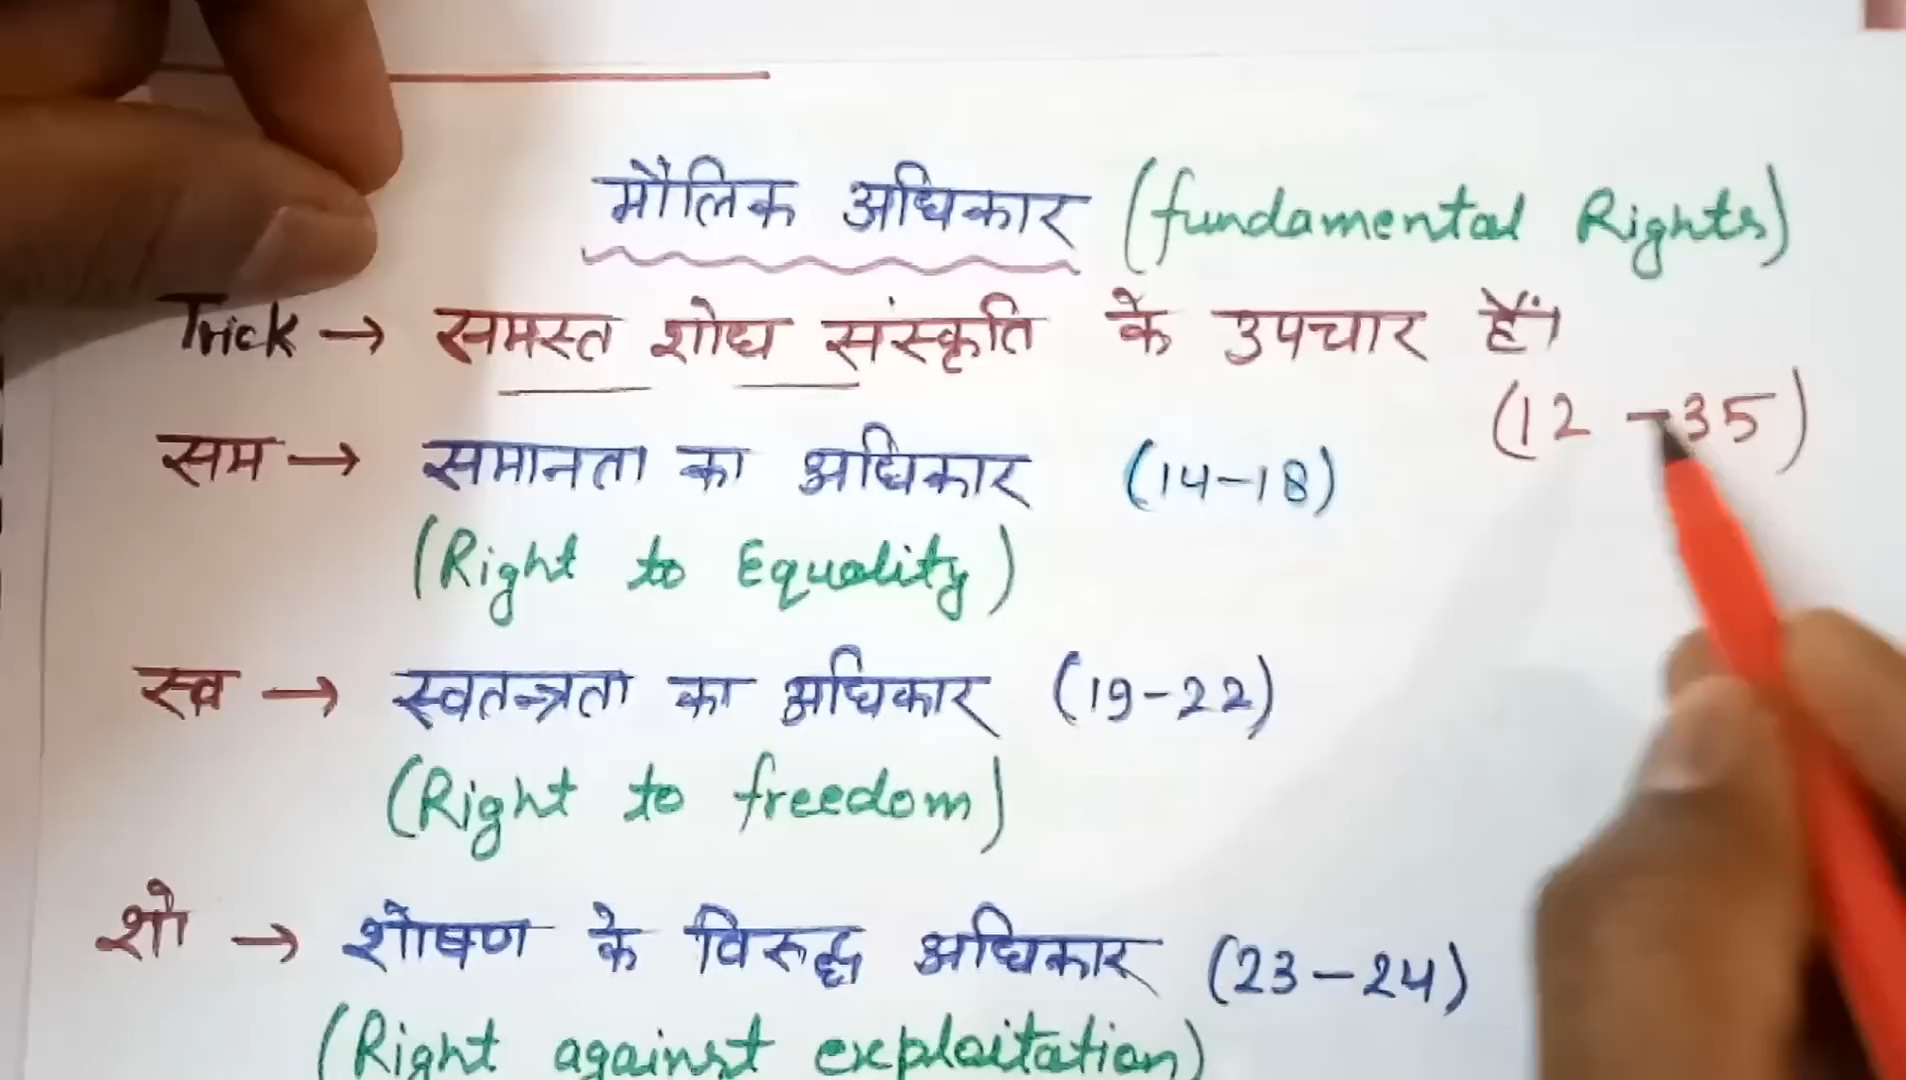 मौलिक अधिकार (fundamental Rights)
Trick → समस्त शोध संस्कृति के उपचार हैं।
(12 - 35)
सम → समानता का अधिकार (14-18)
(Right to Equality)
स्व → स्वतन्त्रता का अधिकार (19-22)
(Right to freedom)
शो → शोषण के विरुद्ध अधिकार (23-24)
(Right against exploitation)